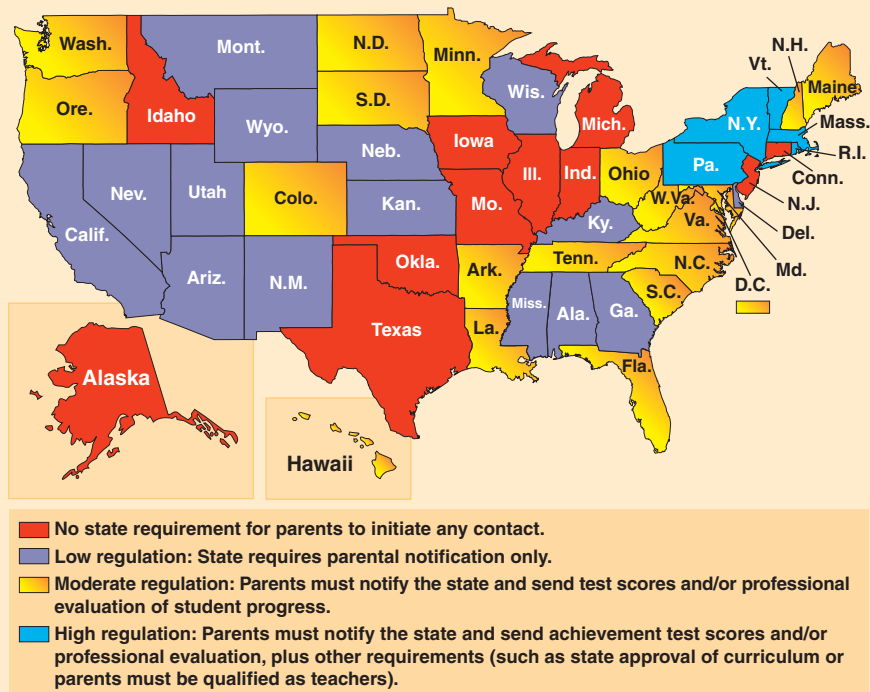 Wash.
Mont.
N.D.
Minn.
N.H.
Vt.
Maine
Ore.
Idaho
S.D.
Wis.
Mich.
N.Y.
Mass.
Wyo.
Iowa
R.I.
Neb.
Pa.
Conn.
Nev.
Utah
Colo.
Ill.
Ind.
Ohio
W.Va.
N.J.
Calif.
Kan.
Mo.
Ky.
Va.
Del.
Ariz.
N.M.
Okla.
Ark.
Tenn.
N.C.
Md.
D.C.
S.C.
Texas
La.
Miss.
Ala.
Ga.
Fla.
Alaska
Hawaii
No state requirement for parents to initiate any contact.
Low regulation: State requires parental notification only.
Moderate regulation: Parents must notify the state and send test scores and/or professional
evaluation of student progress.
High regulation: Parents must notify the state and send achievement test scores and/or
professional evaluation, plus other requirements (such as state approval of curriculum or
parents must be qualified as teachers).